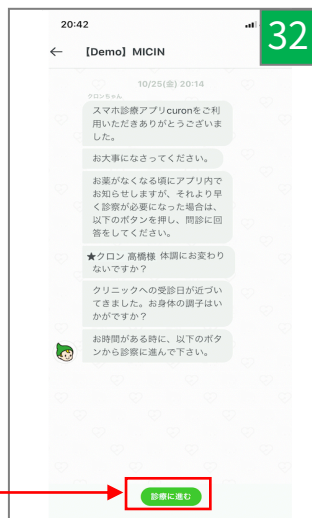 20:42
32
← 【Demo】MICIN
10/25(金) 20:14
クロンちゃん
スマホ診療アプリcuronをご利
用いただきありがとうございま
した。
お大事になさってください。
お薬がなくなる頃にアプリ内で
お知らせしますが、それより早
く診察が必要になった場合は、
以下のボタンを押し、問診に回
答をしてください。
★クロン 高橋様 体調にお変わり
ないですか？
クリニックへの受診日が近づい
てきました。お身体の調子はい
かがですか？
お時間がある時に、以下のボタ
ンから診察に進んで下さい。
診療に進む